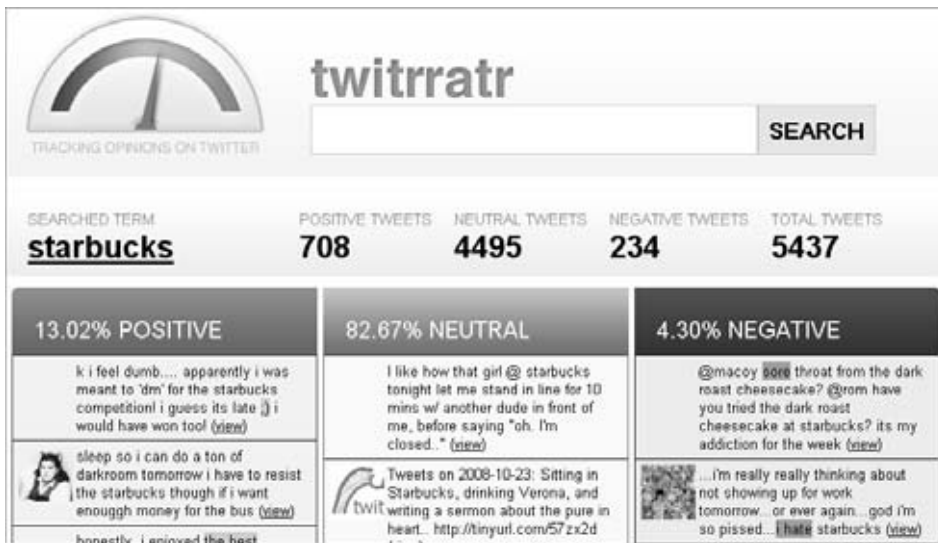 twitrratr
SEARCH
TRACKING OPINIONS ON TWITTER
SEARCHED TERM
starbucks
POSITIVE TWEETS
708
NEUTRAL TWEETS
4495
NEGATIVE TWEETS
234
TOTAL TWEETS
5437
13.02% POSITIVE
k i feel dumb.... apparently i was
meant to 'dm' for the starbucks
competition! i guess its late ;) i
would have won too! (view)
sleep so i can do a ton of
darkroom tomorrow i have to resist
the starbucks though if i want
enouggh money for the bus (view)
honestly, i enjoyed the best
82.67% NEUTRAL
I like how that girl @ starbucks
tonight let me stand in line for 10
mins w/ another dude in front of
me, before saying "oh. I'm
closed.." (view)
twit
Tweets on 2008-10-23: Sitting in
Starbucks, drinking Verona, and
writing a sermon about the pure in
heart.. http://tinyurl.com/57zx2d
4.30% NEGATIVE
@macoy sore throat from the dark
roast cheesecake? @rom have
you tried the dark roast
cheesecake at starbucks? its my
addiction for the week (view)
...i'm really really thinking about
not showing up for work
tomorrow...or ever again...god i'm
so pissed...i hate starbucks (view)